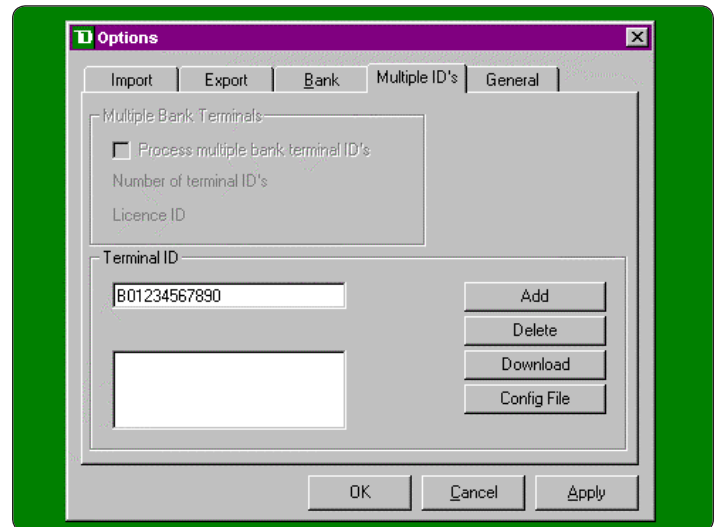 TD Options
Import Export Bank Multiple ID's General
Multiple Bank Terminals
Process multiple bank terminal ID's
Number of terminal ID's
Licence ID
Terminal ID
B01234567890
Add
Delete
Download
Config File
OK Cancel Apply